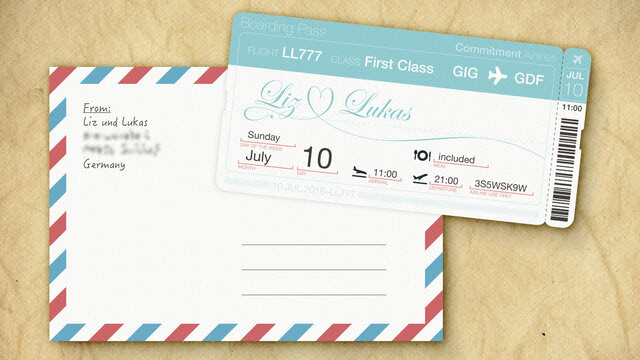 From:
Liz und Lukas
Germany
Boarding Pass
Commitment Airlines
FLIGHT LL777 CLASS First Class GIG GDF
Liz Lukas
Sunday
DAY OF THE WEEK
July
MONTH
10
DAY
11:00
ARRIVAL
included
MENU
21:00
DEPARTURE
3S5WSK9W
AIRLINE USE ONLY
10 JUL 2016-LL777
JUL
10
11:00